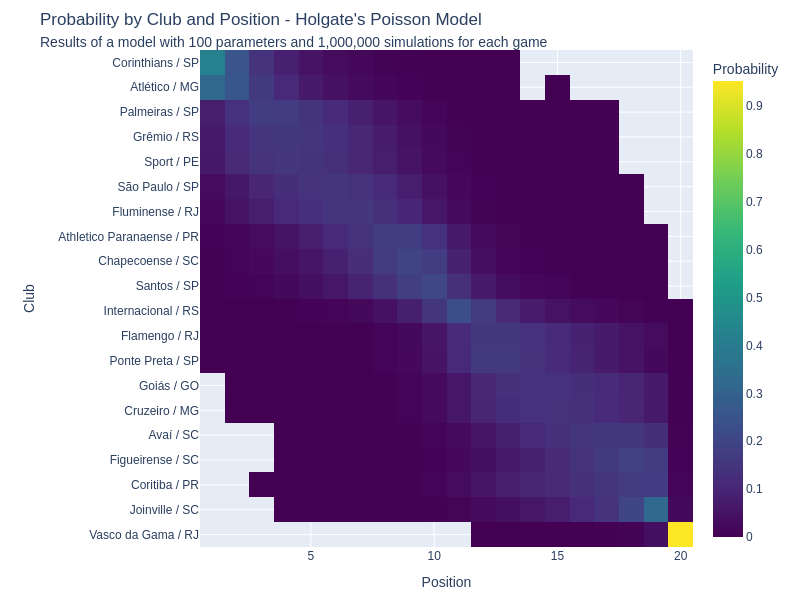 Probability by Club and Position - Holgate's Poisson Model
Results of a model with 100 parameters and 1,000,000 simulations for each game
Probability
Corinthians / SP
Atlético / MG
Palmeiras / SP
Grêmio / RS
Sport / PE
São Paulo / SP
Fluminense / RJ
Athletico Paranaense / PR
Chapecoense / SC
Santos / SP
Internacional / RS
Flamengo / RJ
Ponte Preta / SP
Goiás / GO
Cruzeiro / MG
Avaí / SC
Figueirense / SC
Coritiba / PR
Joinville / SC
Vasco da Gama / RJ
Club
5
10
15
20
Position
0.9
0.8
0.7
0.6
0.5
0.4
0.3
0.2
0.1
0